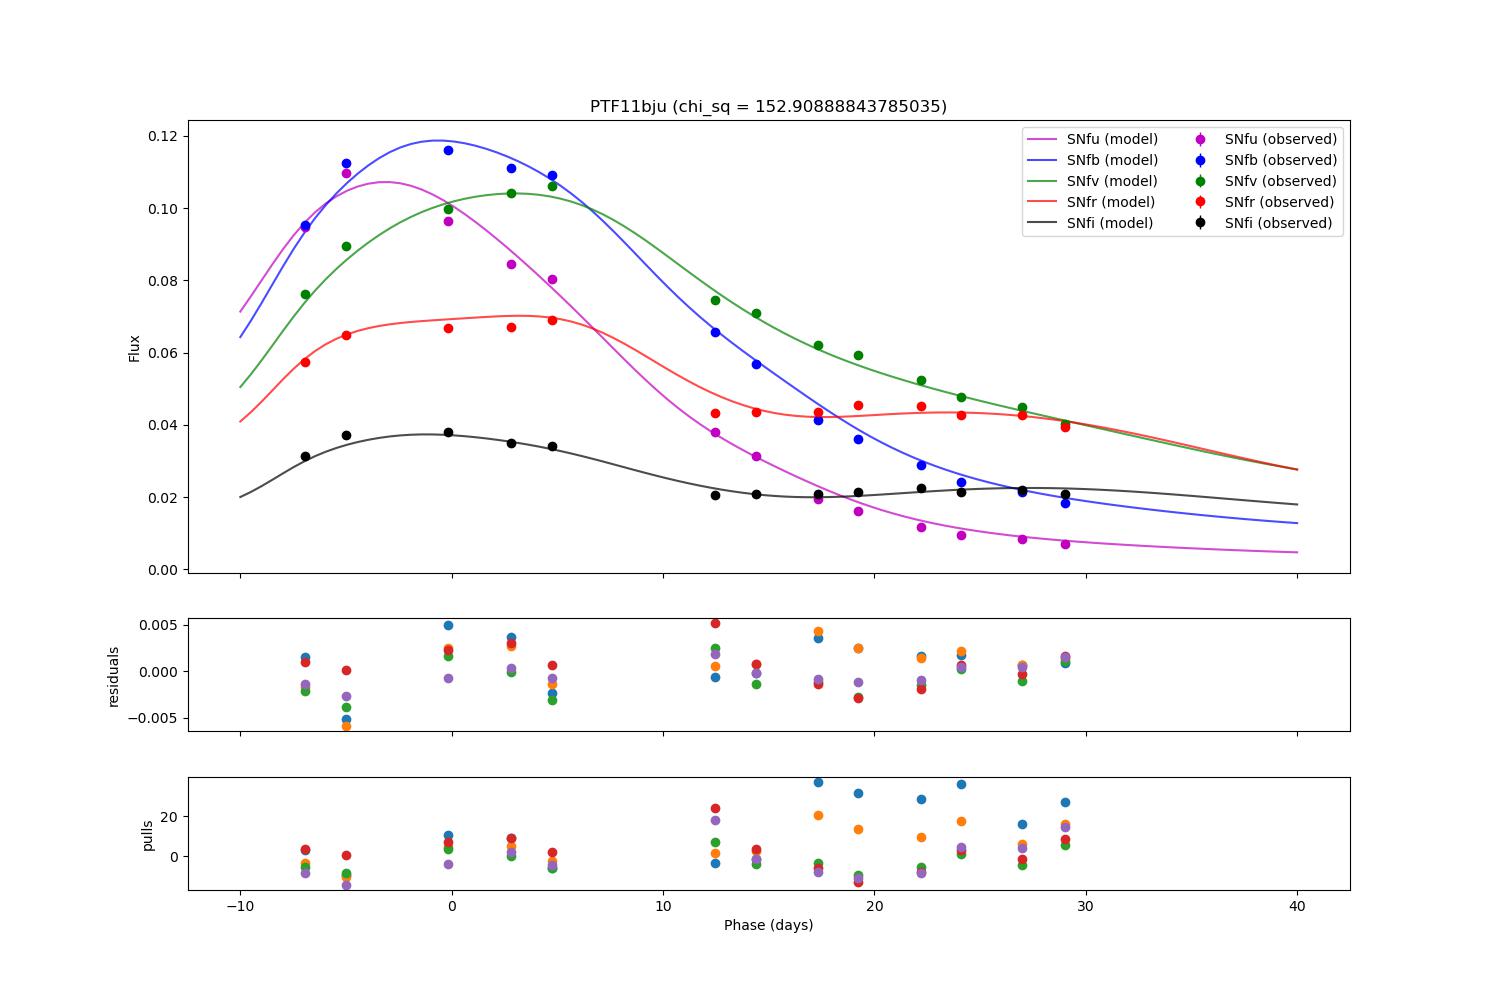 PTF11bju (chi_sq = 152.90888843785035)
SNfu (model)
SNfb (model)
SNfv (model)
SNfr (model)
SNfi (model)
SNfu (observed)
SNfb (observed)
SNfv (observed)
SNfr (observed)
SNfi (observed)
Flux
0.12
0.10
0.08
0.06
0.04
0.02
0.00
residuals
0.005
0.000
−0.005
pulls
20
0
−10
0
10
20
30
40
Phase (days)